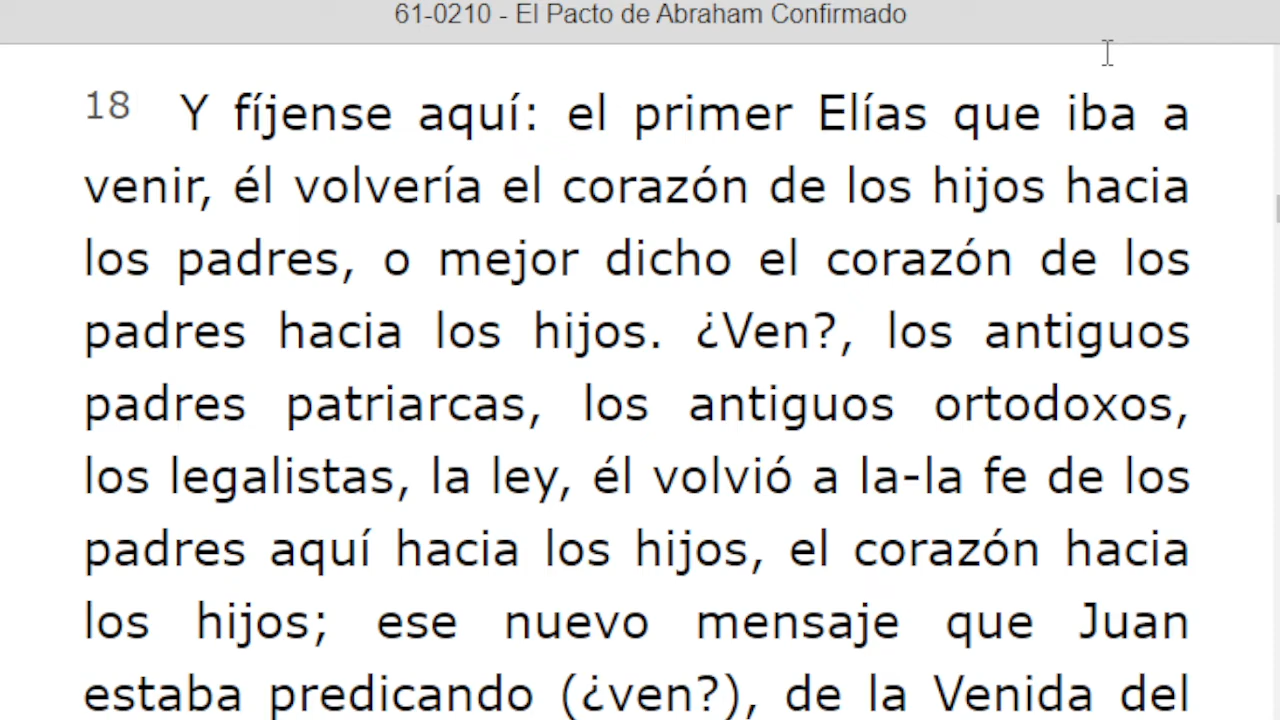 61-0210 - El Pacto de Abraham Confirmado
18 Y fíjense aquí: el primer Elías que iba a
venir, él volvería el corazón de los hijos hacia
los padres, o mejor dicho el corazón de los
padres hacia los hijos. ¿Ven?, los antiguos
padres patriarcas, los antiguos ortodoxos,
los legalistas, la ley, él volvió a la-la fe de los
padres aquí hacia los hijos, el corazón hacia
los hijos; ese nuevo mensaje que Juan
estaba predicando (¿ven?), de la Venida del